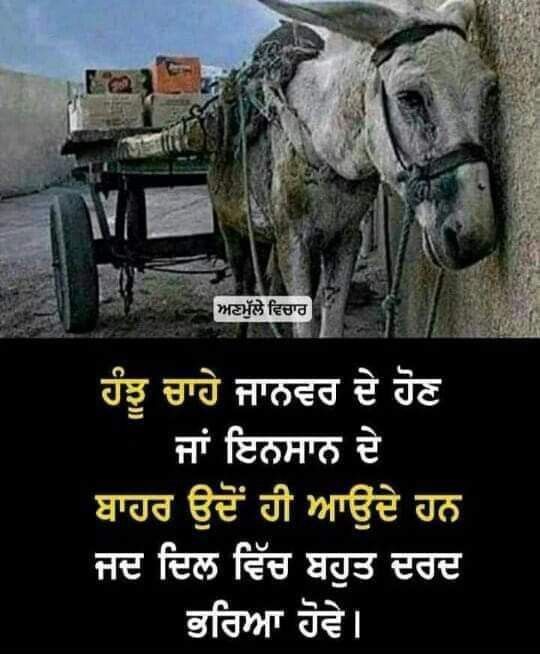 ਅਣਮੁੱਲੇ ਵਿਚਾਰ
ਹੰਝੂ ਚਾਹੇ ਜਾਨਵਰ ਦੇ ਹੋਣ
ਜਾਂ ਇਨਸਾਨ ਦੇ
ਬਾਹਰ ਉਦੋਂ ਹੀ ਆਉਂਦੇ ਹਨ
ਜਦ ਦਿਲ ਵਿੱਚ ਬਹੁਤ ਦਰਦ
ਭਰਿਆ ਹੋਵੇ।